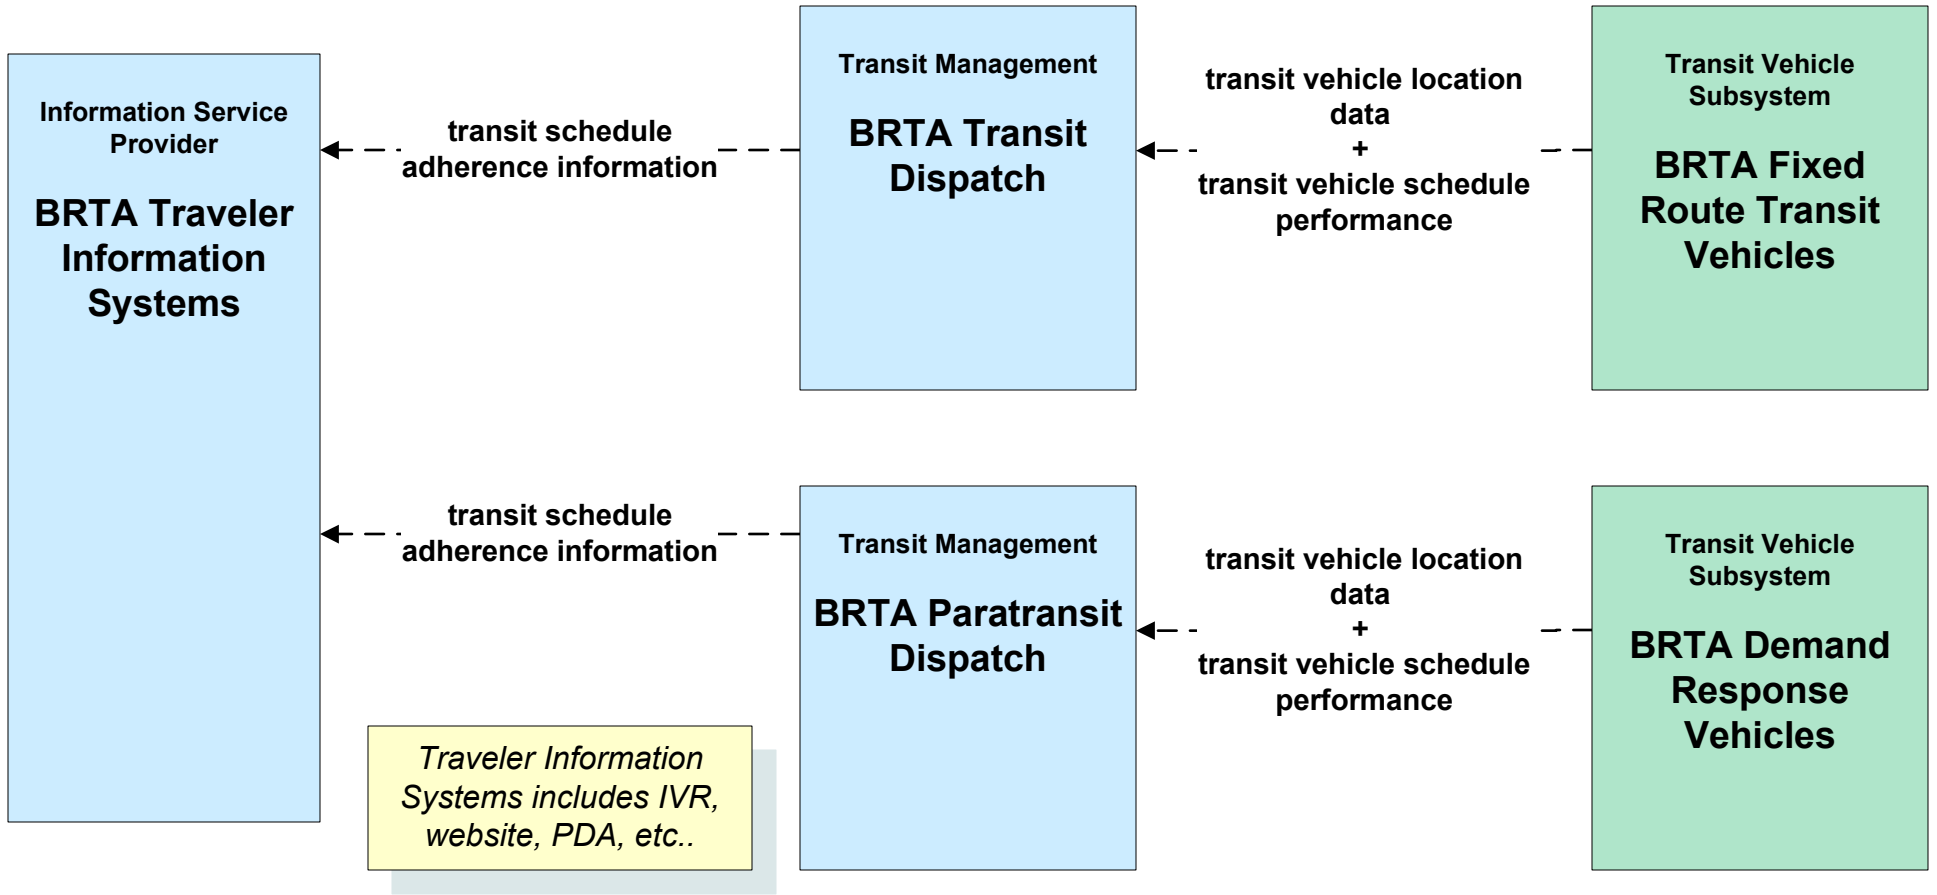 Information Service
Provider
BRTA Traveler
Information
Systems
transit schedule
adherence information
Transit Management
BRTA Transit
Dispatch
transit vehicle location
data
+
transit vehicle schedule
performance
Transit Vehicle
Subsystem
BRTA Fixed
Route Transit
Vehicles
transit schedule
adherence information
Transit Management
BRTA Paratransit
Dispatch
transit vehicle location
data
+
transit vehicle schedule
performance
Transit Vehicle
Subsystem
BRTA Demand
Response
Vehicles
Traveler Information
Systems includes IVR,
website, PDA, etc..